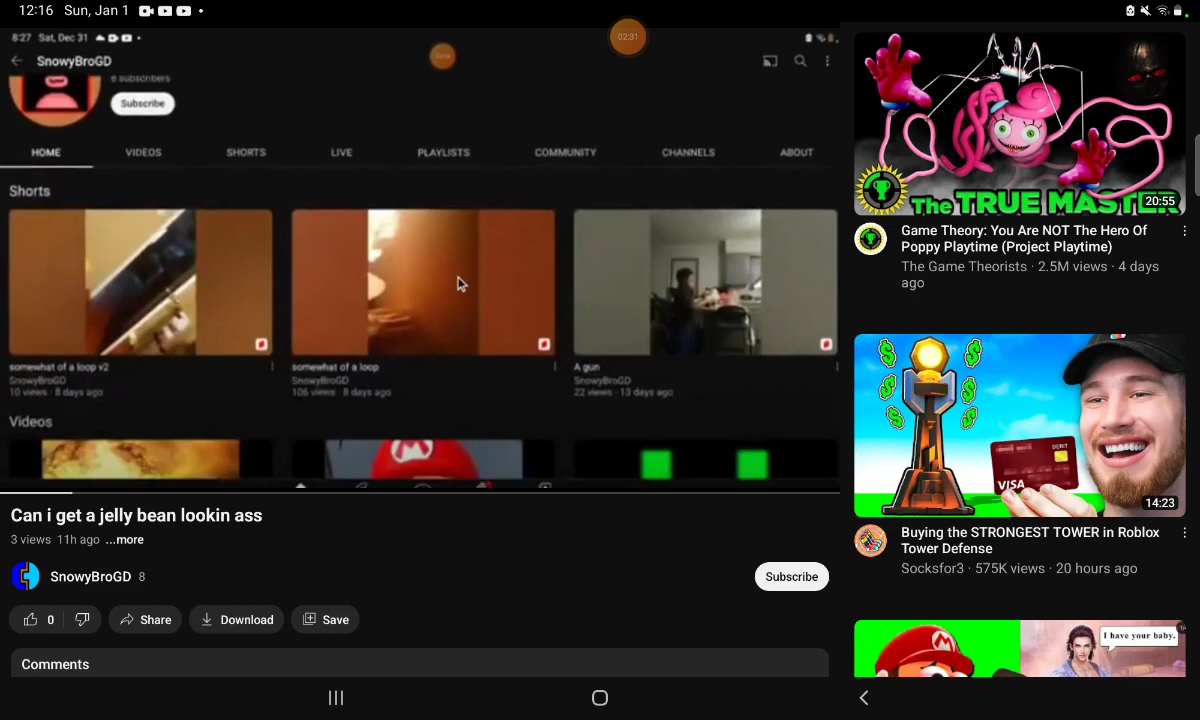 12:16 Sun, Jan 1
8:27 Sat, Dec 31
02:31
SnowyBroGD
6 subscribers
Subscribe
HOME VIDEOS SHORTS LIVE PLAYLISTS COMMUNITY CHANNELS ABOUT
Shorts
somewhat of a loop v2
SnowyBroGD
10 views · 8 days ago
somewhat of a loop
SnowyBroGD
106 views · 8 days ago
A gun
SnowyBroGD
22 views · 13 days ago
Videos
Can i get a jelly bean lookin ass
3 views 11h ago ...more
SnowyBroGD 8
Subscribe
0
Share
Download
Save
Comments
The TRUE MASTER
20:55
Game Theory: You Are NOT The Hero Of
Poppy Playtime (Project Playtime)
The Game Theorists · 2.5M views · 4 days
ago
DEBIT
VISA
14:23
Buying the STRONGEST TOWER in Roblox
Tower Defense
Socksfor3 · 575K views · 20 hours ago
I have your baby.